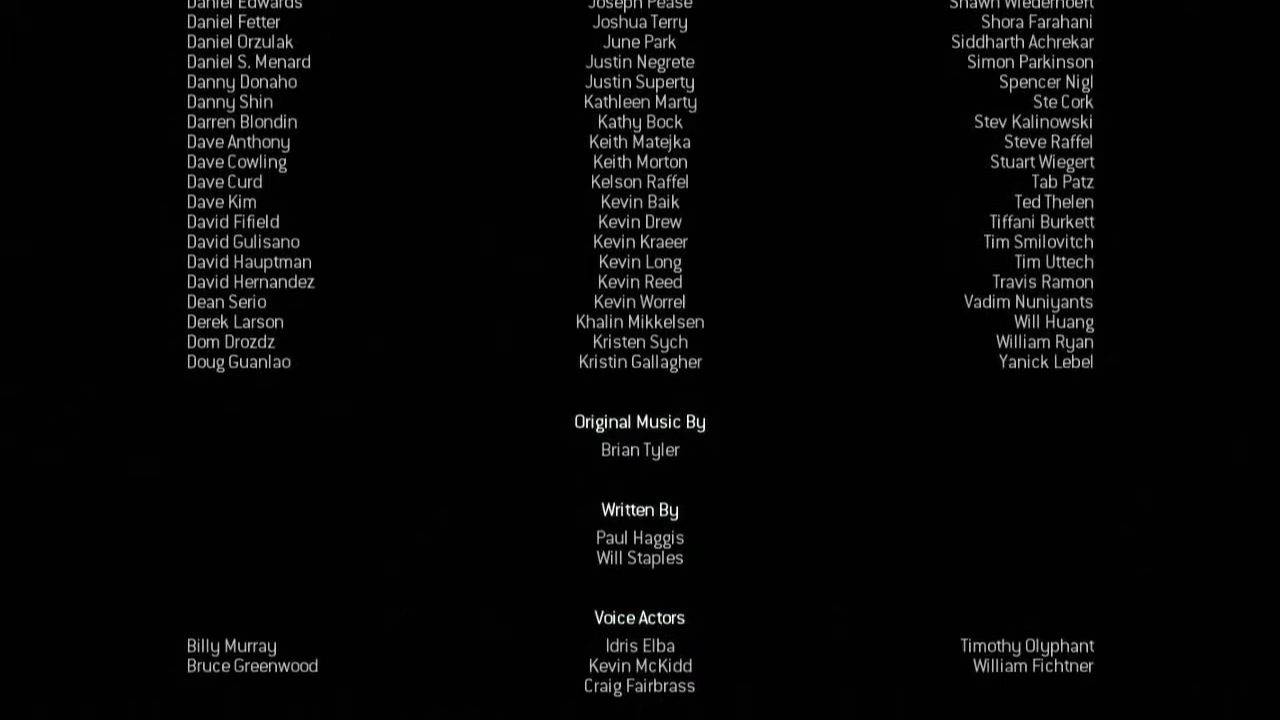 Daniel Edwards
Daniel Fetter
Daniel Orzulak
Daniel S. Menard
Danny Donaho
Danny Shin
Darren Blondin
Dave Anthony
Dave Cowling
Dave Curd
Dave Kim
David Fifield
David Gulisano
David Hauptman
David Hernandez
Dean Serio
Derek Larson
Dom Drozdz
Doug Guanlao
Joseph Pease
Joshua Terry
June Park
Justin Negrete
Justin Superty
Kathleen Marty
Kathy Bock
Keith Matejka
Keith Morton
Kelson Raffel
Kevin Baik
Kevin Drew
Kevin Kraeer
Kevin Long
Kevin Reed
Kevin Worrel
Khalin Mikkelsen
Kristen Sych
Kristin Gallagher
Shawn Wiederhoeft
Shora Farahani
Siddharth Achrekar
Simon Parkinson
Spencer Nigl
Ste Cork
Stev Kalinowski
Steve Raffel
Stuart Wiegert
Tab Patz
Ted Thelen
Tiffani Burkett
Tim Smilovitch
Tim Uttech
Travis Ramon
Vadim Nuniyants
Will Huang
William Ryan
Yanick Lebel
Original Music By
Brian Tyler
Written By
Paul Haggis
Will Staples
Voice Actors
Billy Murray
Bruce Greenwood
Idris Elba
Kevin McKidd
Craig Fairbrass
Timothy Olyphant
William Fichtner